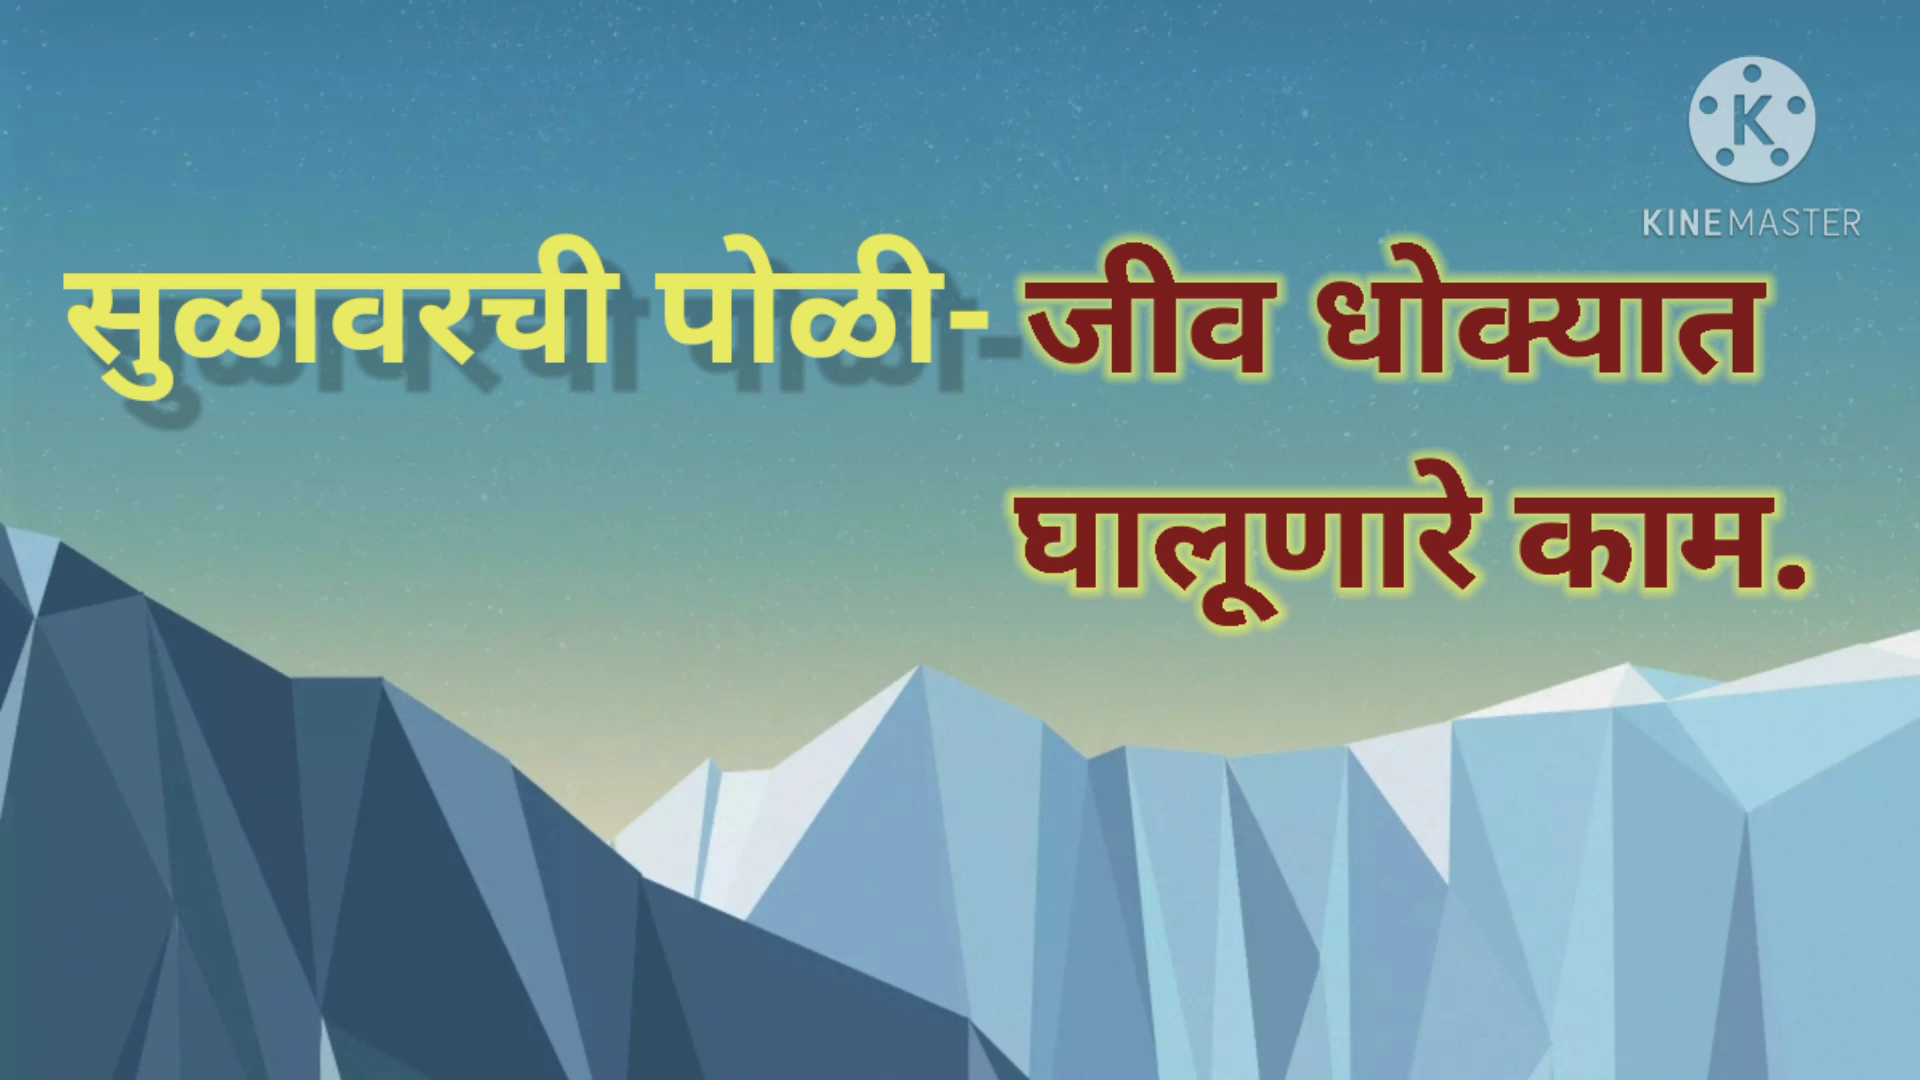 K
KINEMASTER
सुळावरची पोळी- जीव धोक्यात
घालूणारे काम.